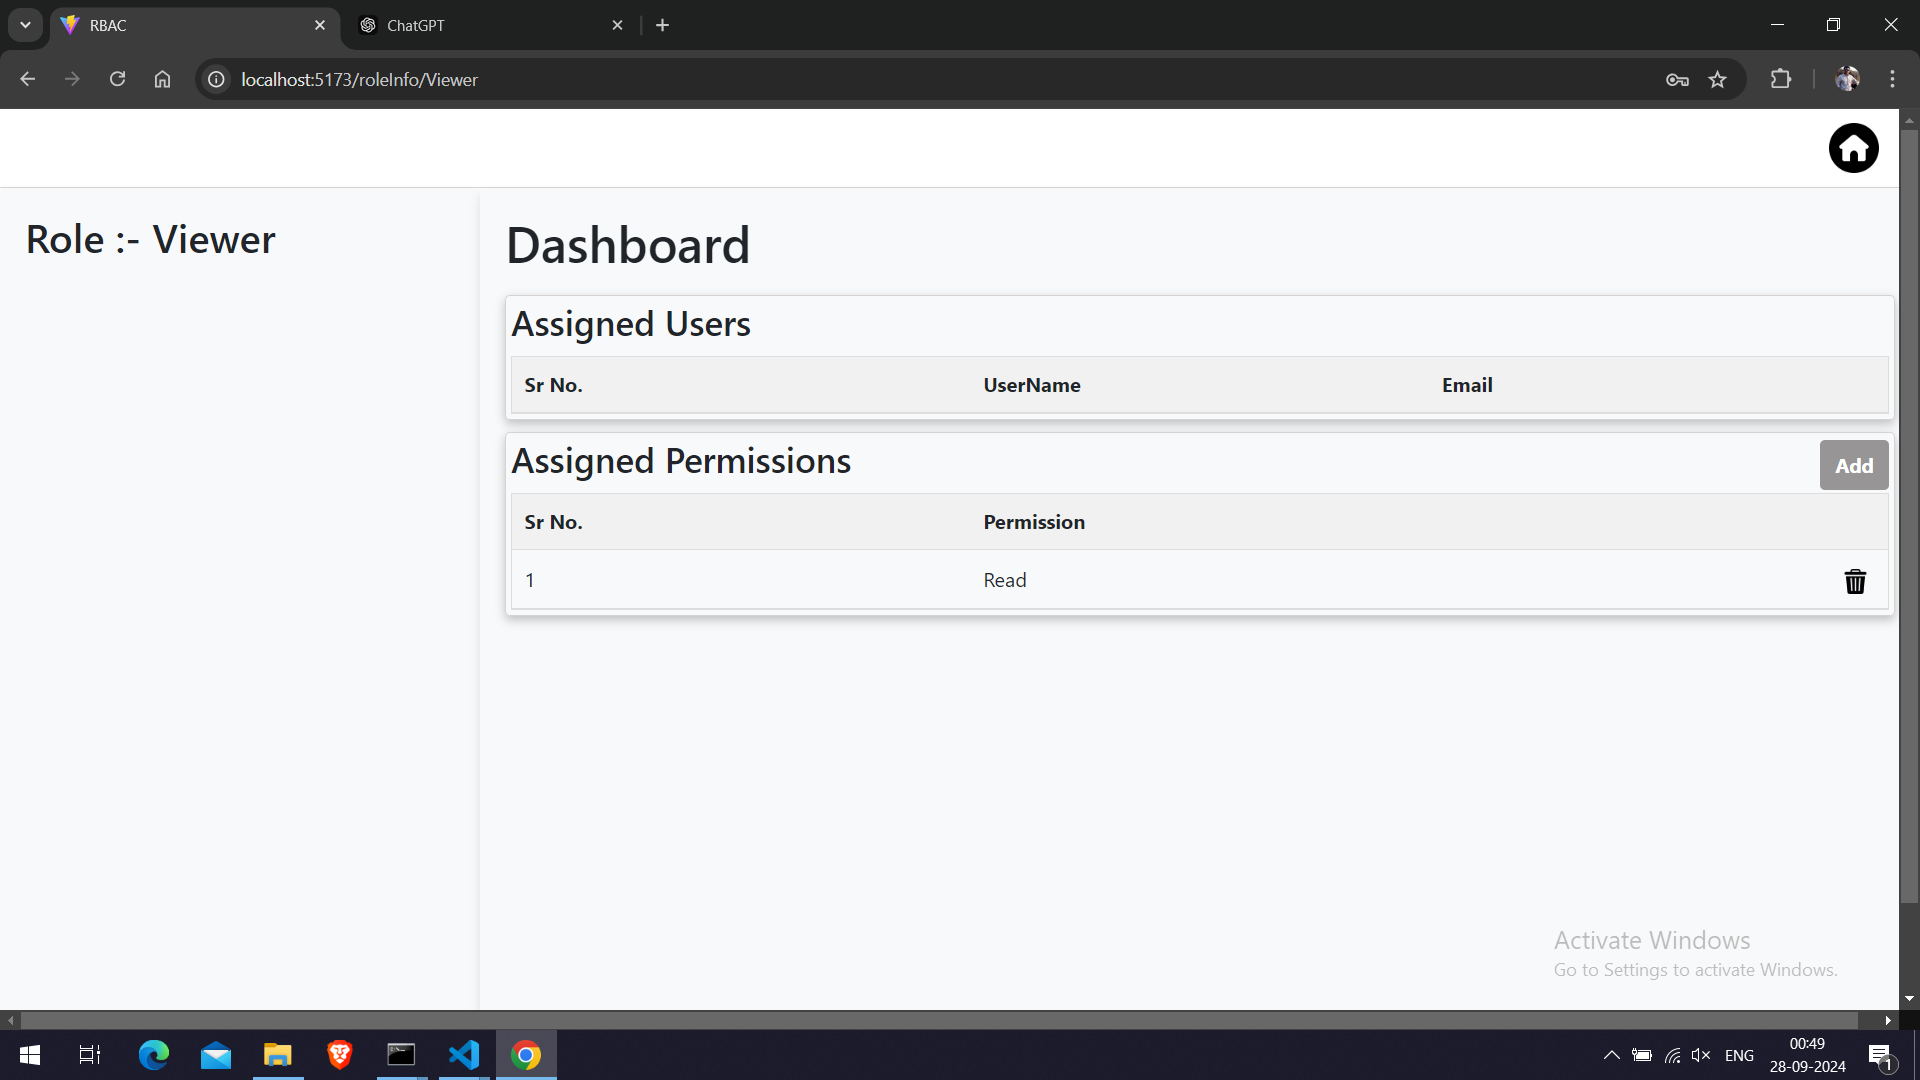 RBAC
ChatGPT
localhost:5173/roleInfo/Viewer
Role :- Viewer
Dashboard
Assigned Users
Sr No. UserName Email
Assigned Permissions
Add
Sr No. Permission
1 Read
Activate Windows
Go to Settings to activate Windows.
ENG
00:49
28-09-2024
1